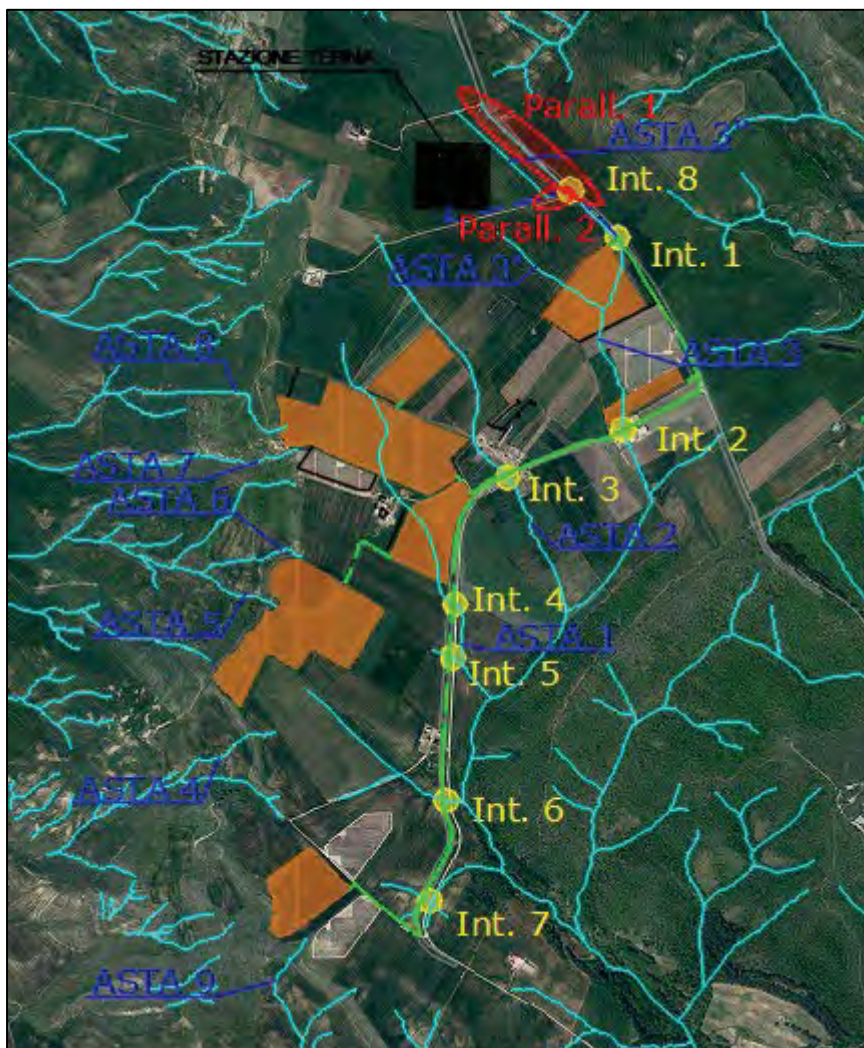 STAZIONE TERNA
Parall. 1
ASTA 3"
Int. 8
Parall. 2
Int. 1
ASTA 3'
ASTA 8
ASTA 3
Int. 2
ASTA 7
Int. 3
ASTA 6
ASTA 2
Int. 4
ASTA 5
ASTA 1
Int. 5
ASTA 4
Int. 6
Int. 7
ASTA 9